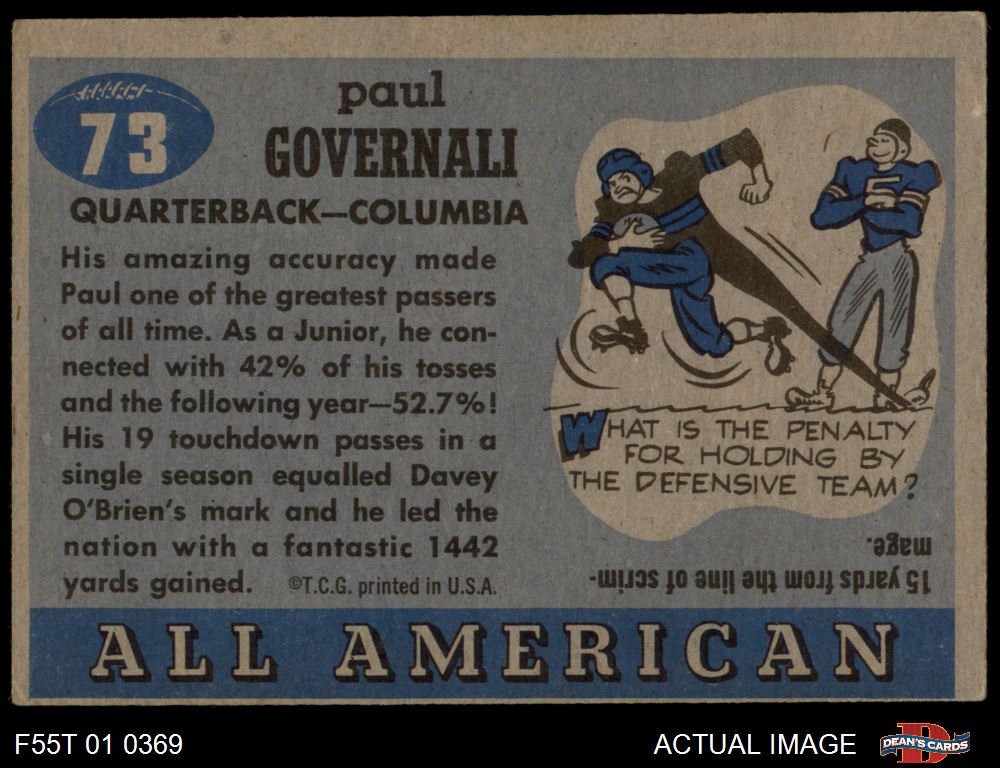 73
paul
GOVERNALI
QUARTERBACK—COLUMBIA
His amazing accuracy made
Paul one of the greatest passers
of all time. As a Junior, he con-
nected with 42% of his tosses
and the following year—52.7%!
His 19 touchdown passes in a
single season equalled Davey
O'Brien's mark and he led the
nation with a fantastic 1442
yards gained. ©T.C.G. printed in U.S.A.
5
WHAT IS THE PENALTY
FOR HOLDING BY
THE DEFENSIVE TEAM?
15 yards from the line of scrim-
mage.
ALL AMERICAN
F55T 01 0369
ACTUAL IMAGE
D
DEAN'S CARDS